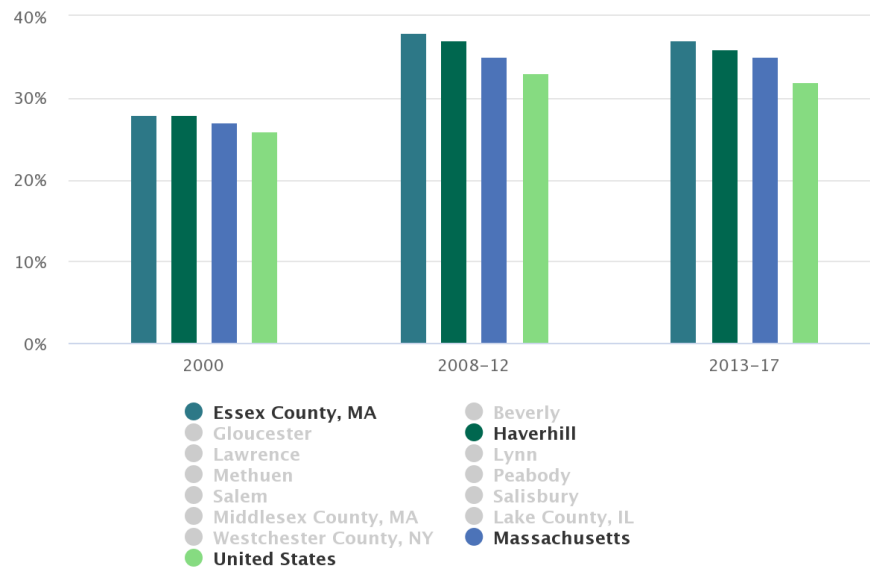 40%
30%
20%
10%
0%
2000 2008–12 2013–17
Essex County, MA Beverly
Gloucester Haverhill
Lawrence Lynn
Methuen Peabody
Salem Salisbury
Middlesex County, MA Lake County, IL
Westchester County, NY Massachusetts
United States